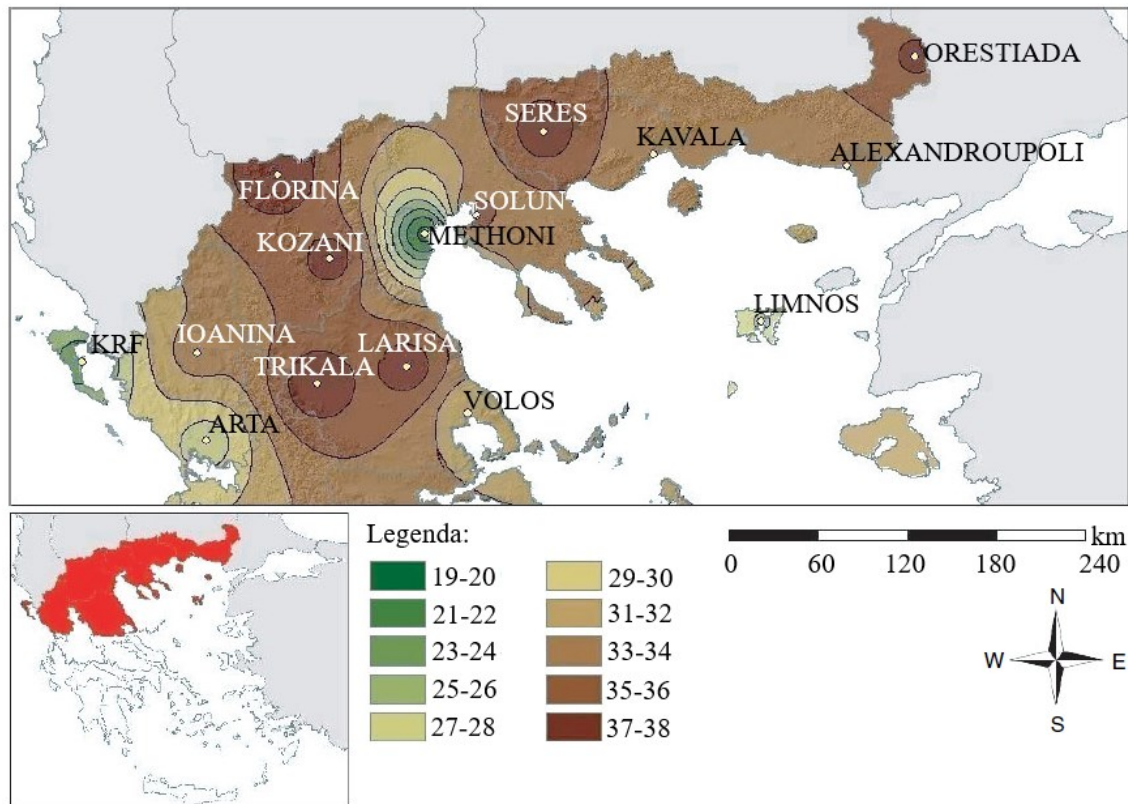 ORESTIADA
SERES
KAVALA
ALEXANDROUPOLI
FLORINA
SOLUN
METHONI
KOZANI
LIMNOS
IOANINA
KRF
LARISA
TRIKALA
VOLOS
ARTA
Legenda:
19-20
21-22
23-24
25-26
27-28
29-30
31-32
33-34
35-36
37-38
km
0 60 120 180 240
N
W E
S